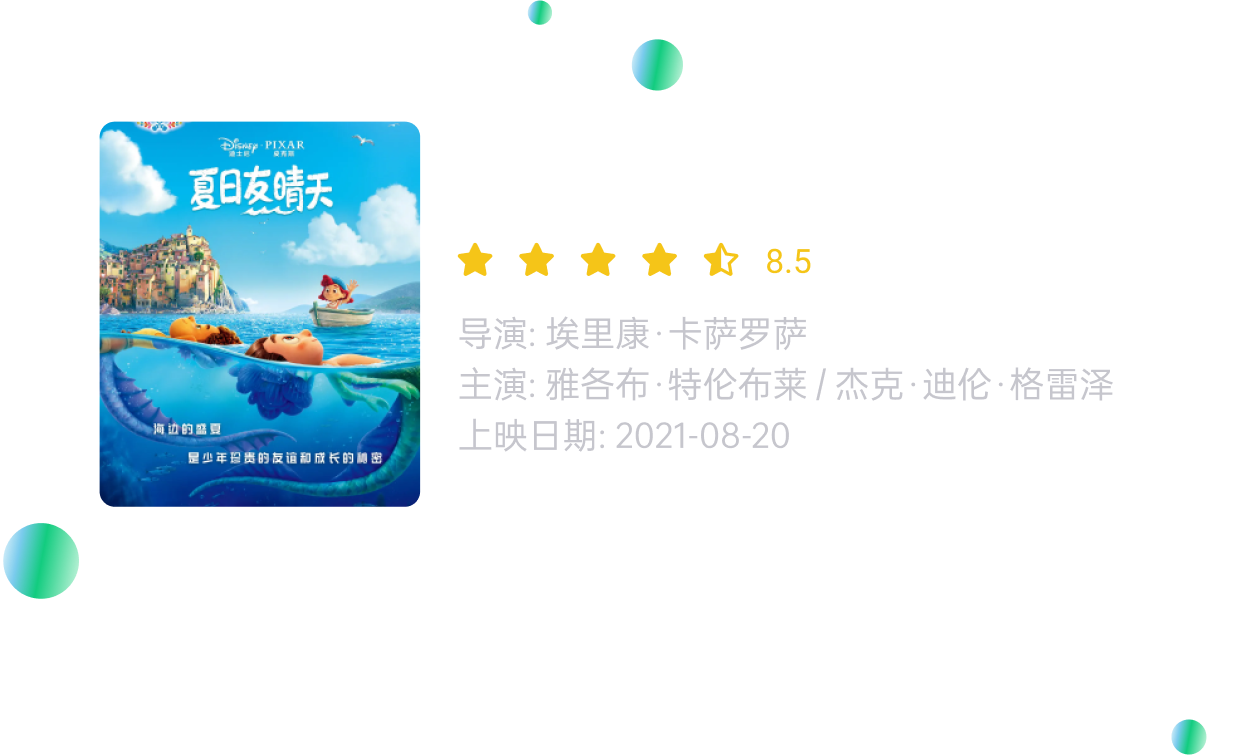 Disney · PIXAR
迪士尼 皮克斯
夏日友晴天
海边的盛夏
是少年珍贵的友谊和成长的秘密
8.5
导演: 埃里康·卡萨罗萨
主演: 雅各布·特伦布莱 / 杰克·迪伦·格雷泽
上映日期: 2021-08-20